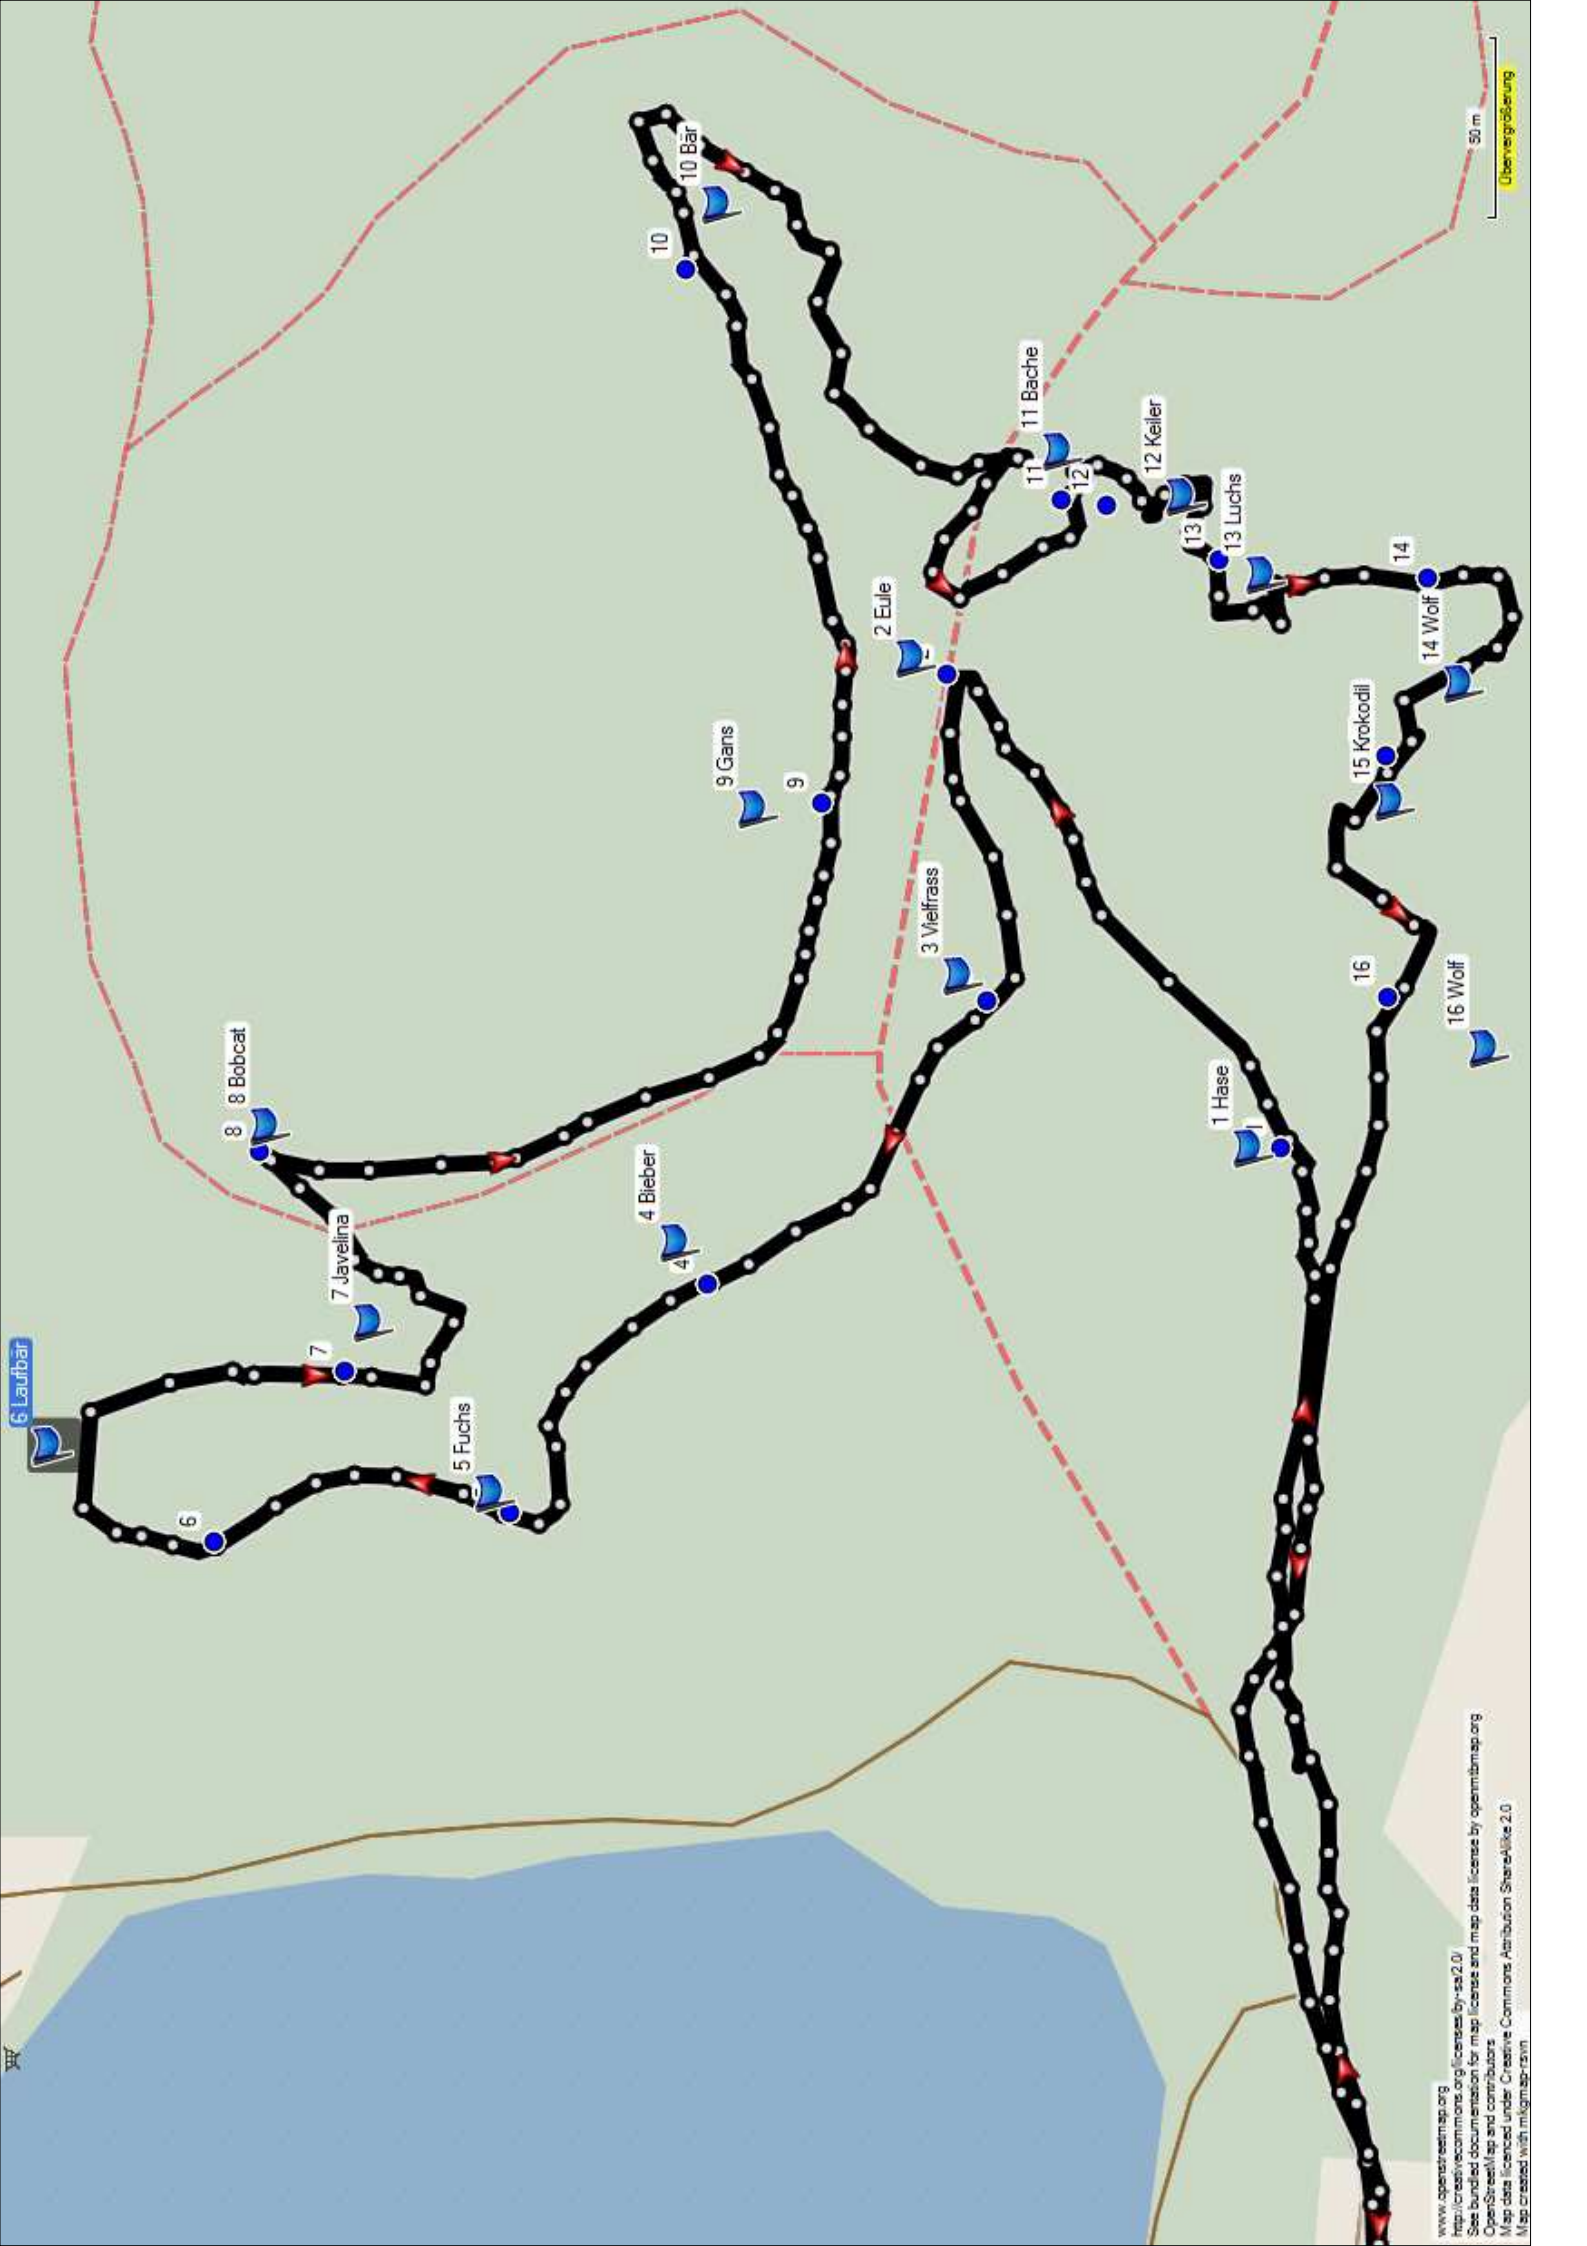 6 Laufbär
6
7
7 Javelina
8
8 Bobcat
5 Fuchs
4 Bieber
4
9 Gans
9
10
10 Bär
2 Eule
3 Vielfrass
11 Bache
11
12
12 Keiler
13
13 Luchs
14
14 Wolf
15 Krokodil
16
16 Wolf
1 Hase
50 m
Übervergrößerung
www.openstreetmap.org
http://creativecommons.org/licenses/by-sa/2.0/
See bundled documentation for map license and map data license by openmtbmap.org
OpenStreetMap and contributors
Map data licenced under Creative Commons Attribution ShareAlike 2.0
Map created with mkgmap-rsvn